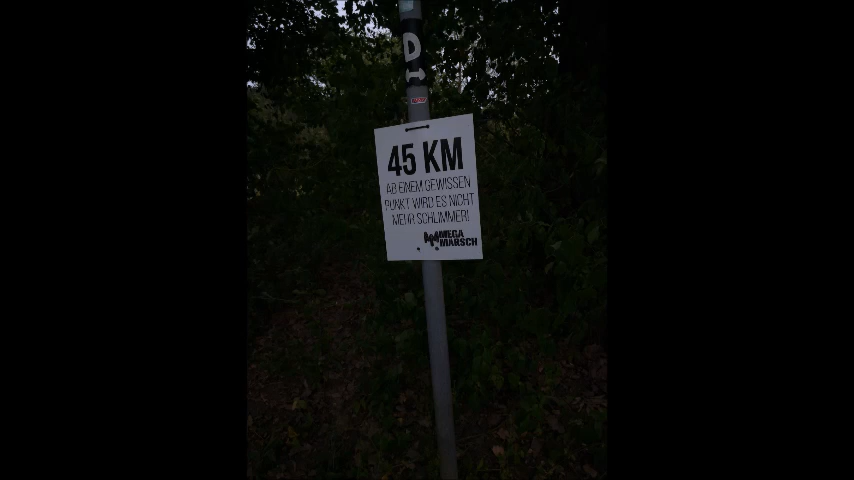 D
45 KM
AB EINEM GEWISSEN
PUNKT WIRD ES NICHT
MEHR SCHLIMMER!
MEGA
MARSCH